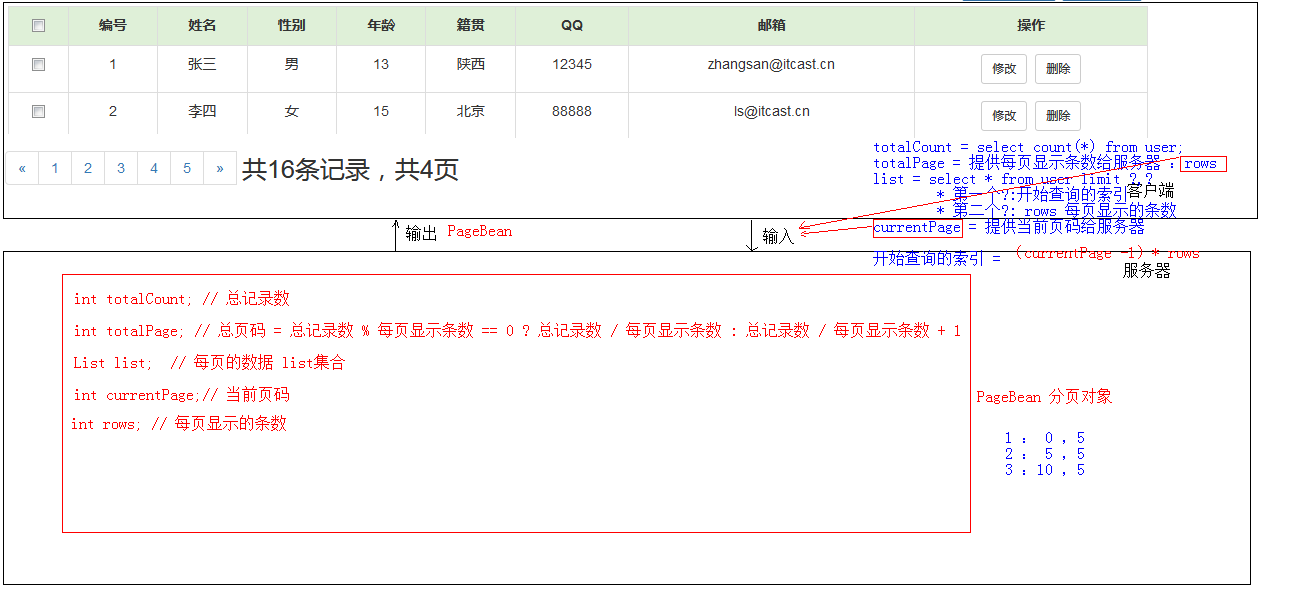 编号 姓名 性别 年龄 籍贯 QQ 邮箱 操作
1 张三 男 13 陕西 12345 zhangsan@itcast.cn 修改 删除
2 李四 女 15 北京 88888 ls@itcast.cn 修改 删除
« 1 2 3 4 5 » 共16条记录，共4页
totalCount = select count(*) from user;
totalPage = 提供每页显示条数给服务器 : rows
list = select * from user limit ? ?
* 第一个?:开始查询的索引
客户端
* 第二个?: rows 每页显示的条数
currentPage = 提供当前页码给服务器
输出 PageBean
输入
开始查询的索引 = (currentPage -1) * rows
服务器
int totalCount; // 总记录数
int totalPage; // 总页码 = 总记录数 % 每页显示条数 == 0 ? 总记录数 / 每页显示条数 : 总记录数 / 每页显示条数 + 1
List list; // 每页的数据 list集合
int currentPage;// 当前页码
int rows; // 每页显示的条数
PageBean 分页对象
1 : 0 , 5
2 : 5 , 5
3 :10 , 5